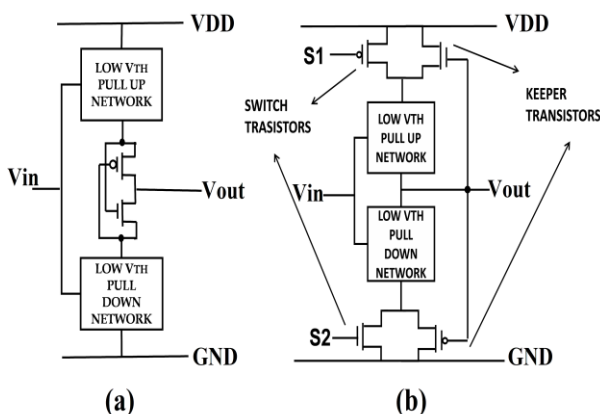 VDD
LOW VTH
PULL UP
NETWORK
Vin
Vout
LOW VTH
PULL
DOWN
NETWORK
GND
(a)
VDD
S1
SWITCH
TRASISTORS
KEEPER
TRANSISTORS
LOW VTH
PULL UP
NETWORK
Vin
Vout
LOW VTH
PULL
DOWN
NETWORK
S2
GND
(b)